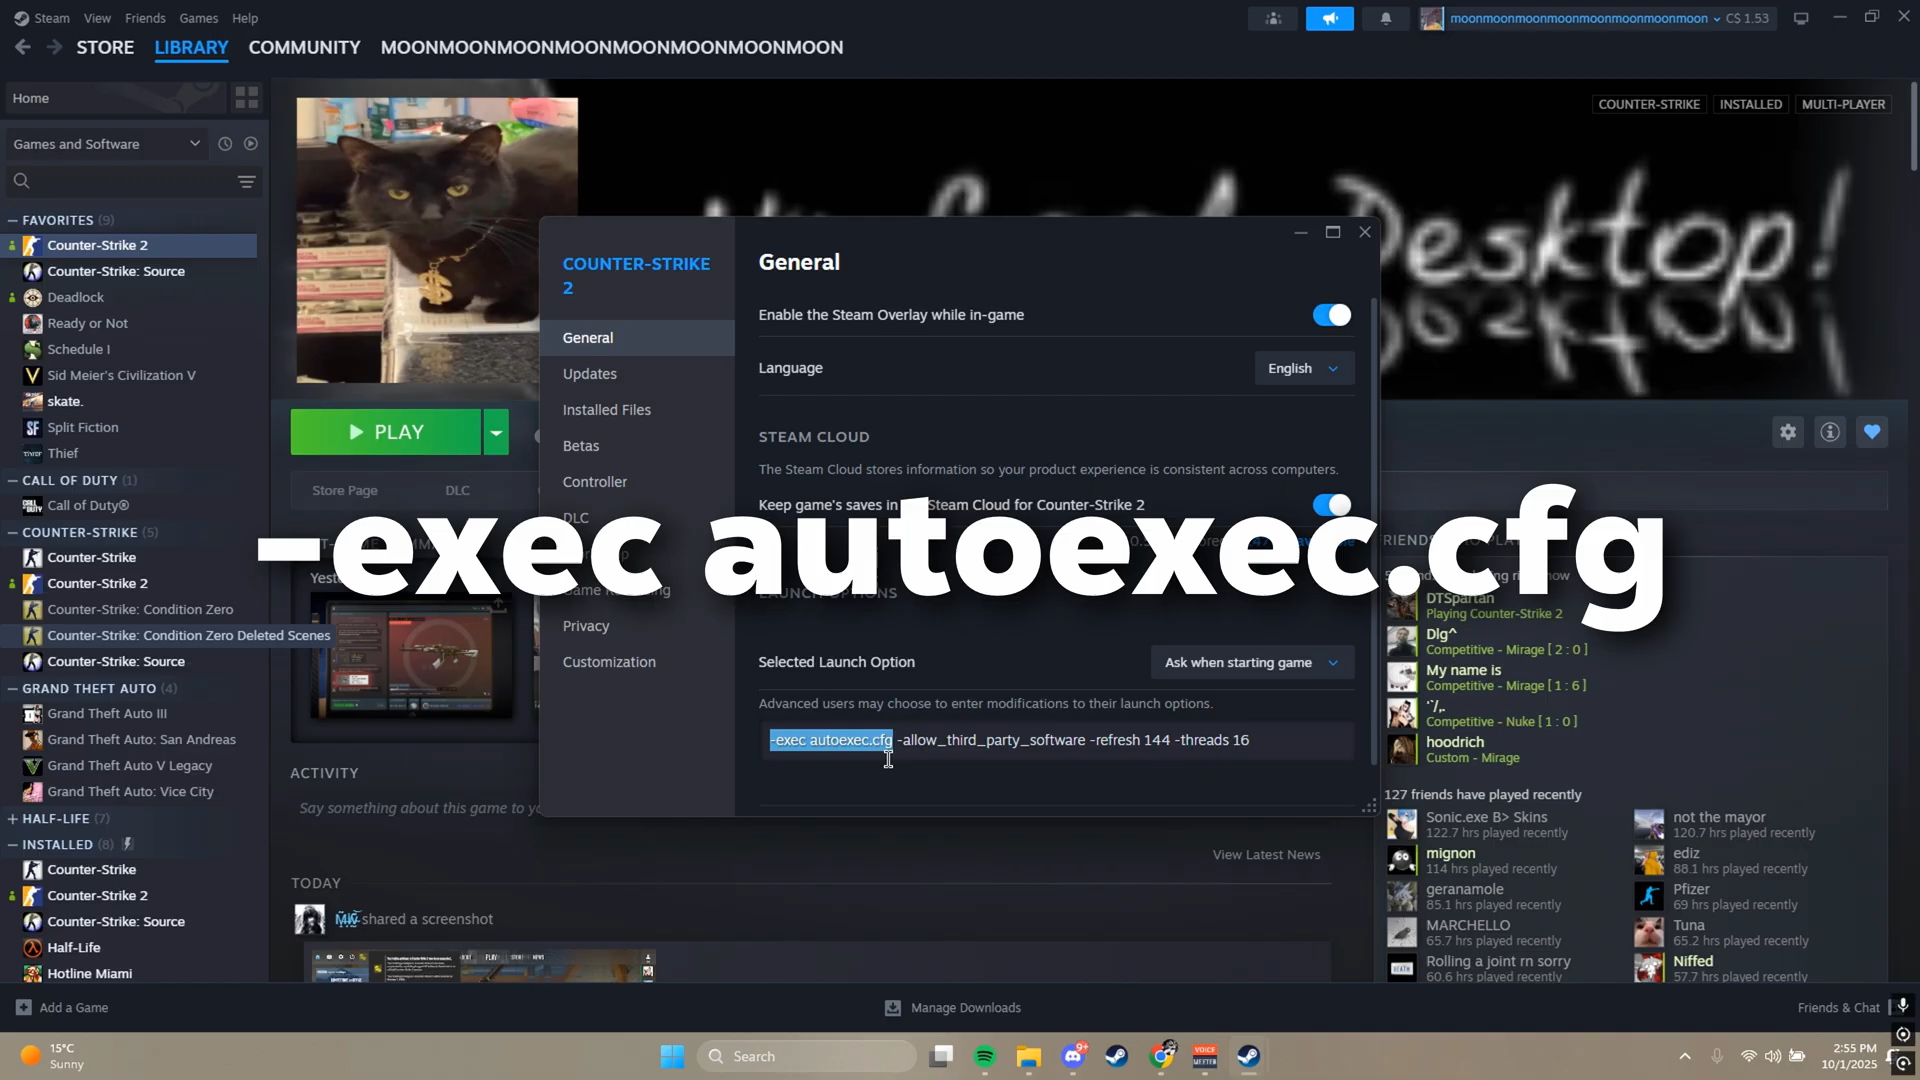 Steam View Friends Games Help
moonmoonmoonmoonmoonmoonmoonmoon C$ 1.53
STORE LIBRARY COMMUNITY MOONMOONMOONMOONMOONMOONMOONMOON
Home
COUNTER-STRIKE INSTALLED MULTI-PLAYER
Games and Software
Desktop!
FAVORITES (9)
Counter-Strike 2
Counter-Strike: Source
Deadlock
Ready or Not
Schedule I
Sid Meier's Civilization V
skate.
Split Fiction
Thief
CALL OF DUTY (1)
Call of Duty®
COUNTER-STRIKE (5)
Counter-Strike
Counter-Strike 2
Counter-Strike: Condition Zero
Counter-Strike: Condition Zero Deleted Scenes
Counter-Strike: Source
GRAND THEFT AUTO (4)
Grand Theft Auto III
Grand Theft Auto: San Andreas
Grand Theft Auto V Legacy
Grand Theft Auto: Vice City
HALF-LIFE (7)
INSTALLED (8)
Counter-Strike
Counter-Strike 2
Counter-Strike: Source
Half-Life
Hotline Miami
PLAY
Store Page DLC
ACTIVITY
Say something about this game to
View Latest News
TODAY
shared a screenshot
COUNTER-STRIKE
2
General
Updates
Installed Files
Betas
Controller
DLC
Privacy
Customization
General
Enable the Steam Overlay while in-game
Language English
STEAM CLOUD
The Steam Cloud stores information so your product experience is consistent across computers.
Keep game's saves in Steam Cloud for Counter-Strike 2
-exec autoexec.cfg
LAUNCH OPTIONS
Selected Launch Option Ask when starting game
Advanced users may choose to enter modifications to their launch options.
-exec autoexec.cfg -allow_third_party_software -refresh 144 -threads 16
DTSpartan
Playing Counter-Strike 2
Dlg^
Competitive - Mirage [ 2 : 0 ]
My name is
Competitive - Mirage [ 1 : 6 ]
Competitive - Nuke [ 1 : 0 ]
hoodrich
Custom - Mirage
127 friends have played recently
Sonic.exe B> Skins
122.7 hrs played recently
not the mayor
120.7 hrs played recently
mignon
114 hrs played recently
ediz
88.1 hrs played recently
geranamole
85.1 hrs played recently
Pfizer
69 hrs played recently
MARCHELLO
65.7 hrs played recently
Tuna
65.2 hrs played recently
Rolling a joint rn sorry
60.6 hrs played recently
Niffed
57.7 hrs played recently
Add a Game Manage Downloads Friends & Chat
15°C
Sunny
Search
9+
VOICE
MEETER
2:55 PM
10/1/2025